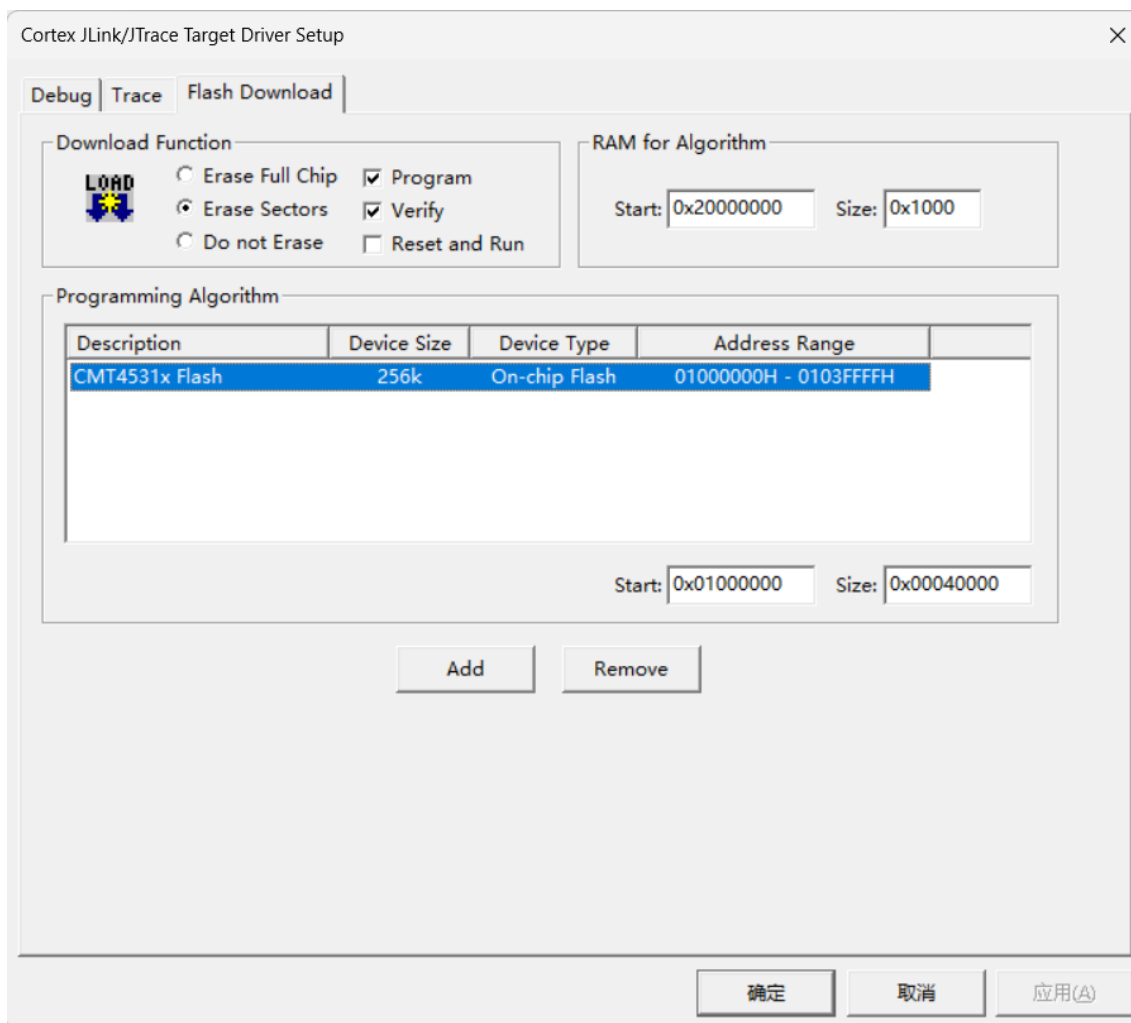 Cortex JLink/JTrace Target Driver Setup
Debug Trace Flash Download
Download Function
LOAD
Erase Full Chip Program
Erase Sectors Verify
Do not Erase Reset and Run
RAM for Algorithm
Start: 0x20000000 Size: 0x1000
Programming Algorithm
Description Device Size Device Type Address Range
CMT4531x Flash 256k On-chip Flash 01000000H - 0103FFFFH
Start: 0x01000000 Size: 0x00040000
Add Remove
确定 取消 应用(A)